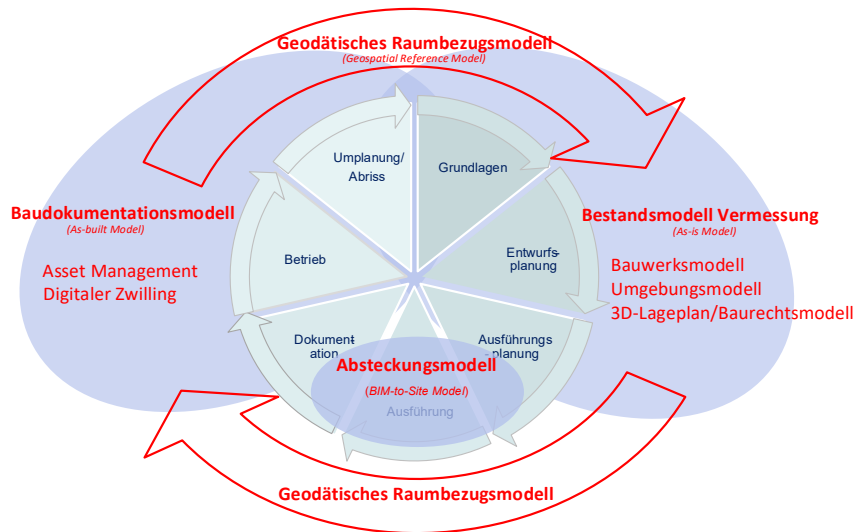 Geodätisches Raumbezugsmodell
(Geospatial Reference Model)
Umplanung/
Abriss
Grundlagen
Baudokumentationsmodell
(As-built Model)
Asset Management
Digitaler Zwilling
Betrieb
Entwurfs-
planung
Bestandsmodell Vermessung
(As-is Model)
Bauwerksmodell
Umgebungsmodell
3D-Lageplan/Baurechtsmodell
Dokument-
ation
Ausführungs
-planung
Absteckungsmodell
(BIM-to-Site Model)
Ausführung
Geodätisches Raumbezugsmodell